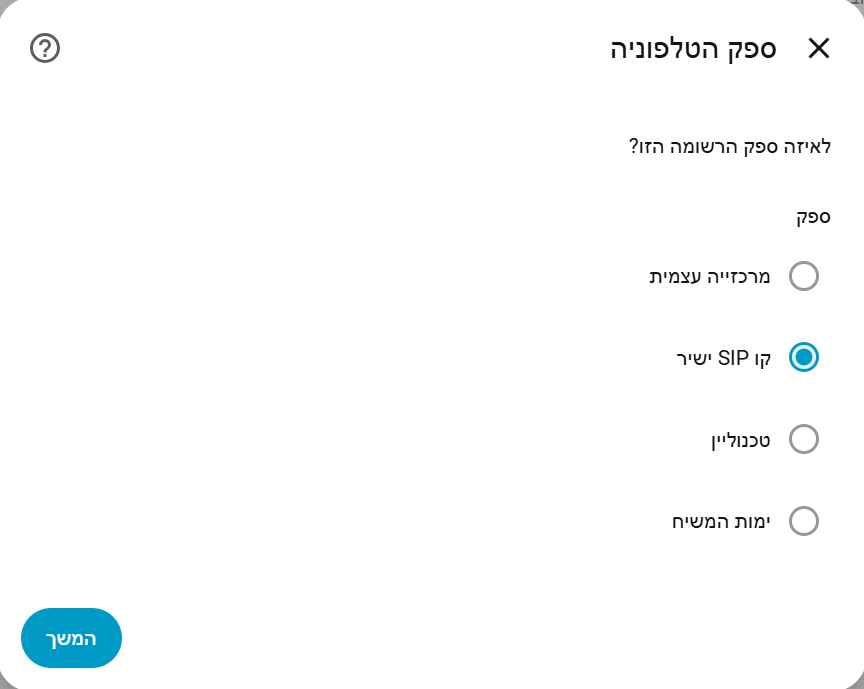 ספק הטלפוניה
לאיזה ספק הרשומה הזו?
ספק
מרכזייה עצמית
קו SIP ישיר
טכנוליין
ימות המשיח
המשך